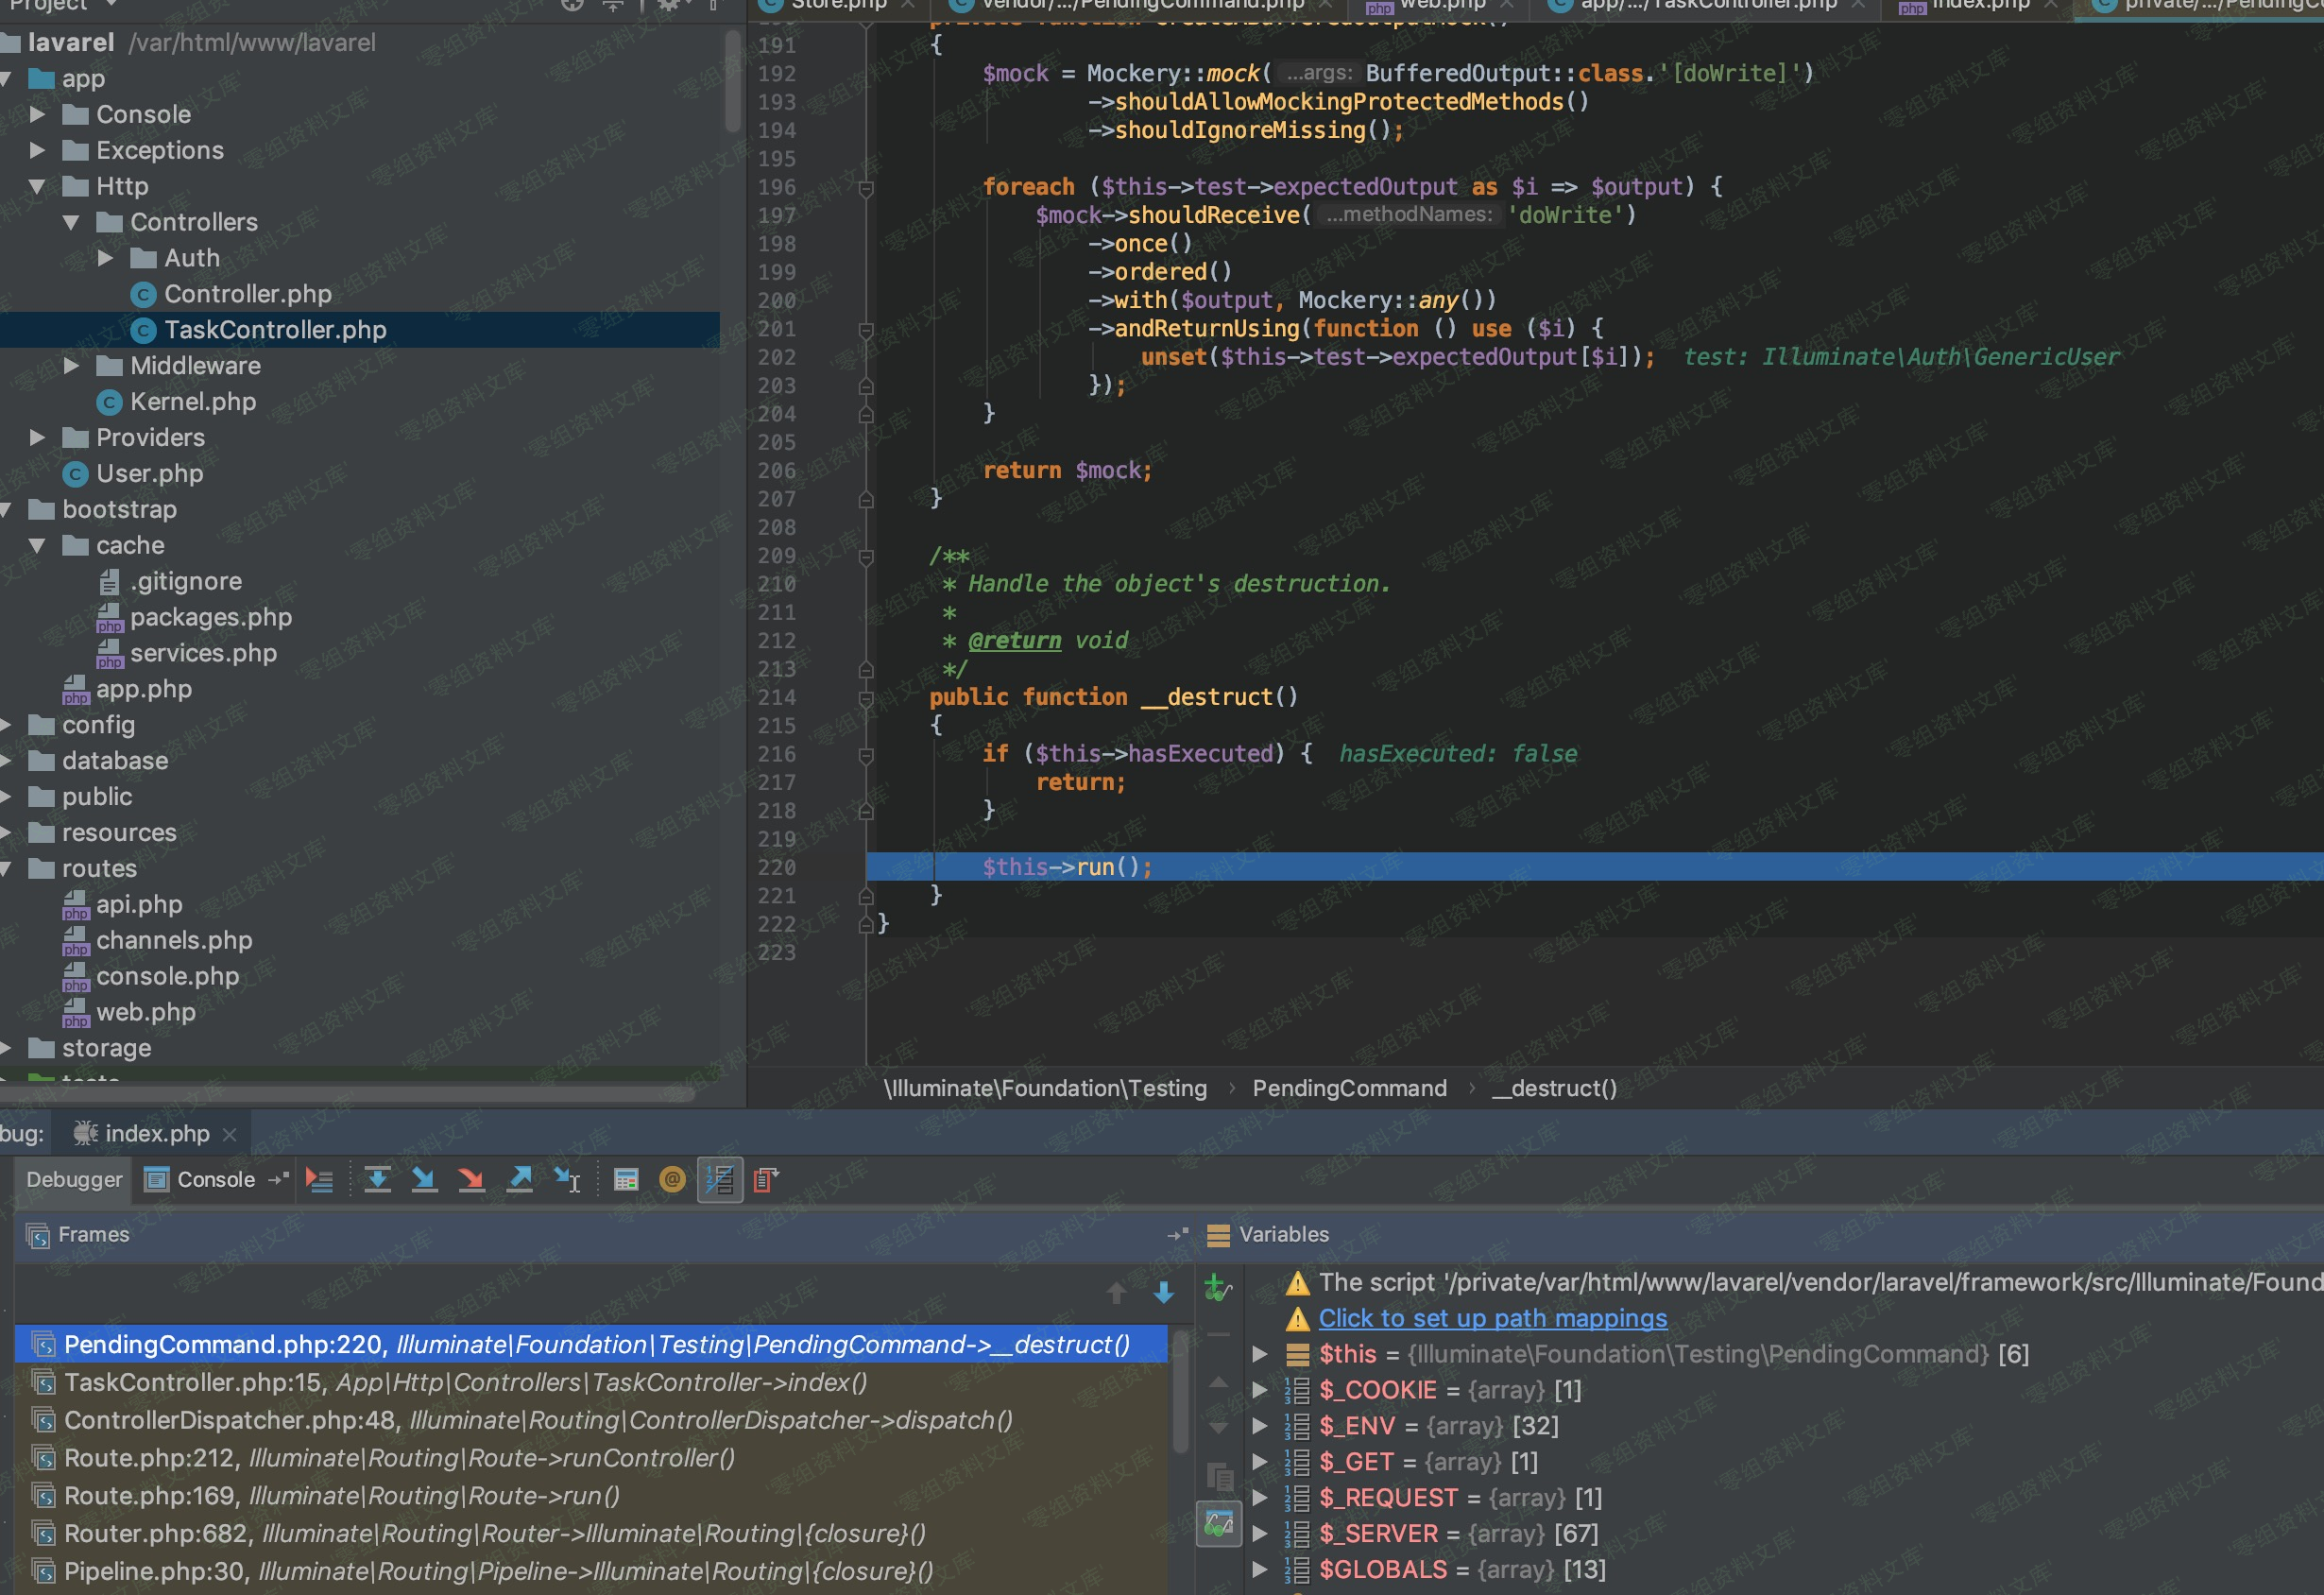 Project
lavarel /var/html/www/lavarel
app
Console
Exceptions
Http
Controllers
Auth
Controller.php
TaskController.php
Middleware
Kernel.php
Providers
User.php
bootstrap
cache
.gitignore
packages.php
services.php
app.php
config
database
public
resources
routes
api.php
channels.php
console.php
web.php
storage
tests
Store.php
vendor/.../PendingCommand.php
web.php
app/.../TaskController.php
index.php
private/.../PendingCo
191 {
192 $mock = Mockery::mock( ...args: BufferedOutput::class.'[doWrite]')
193 ->shouldAllowMockingProtectedMethods()
194 ->shouldIgnoreMissing();
195
196 foreach ($this->test->expectedOutput as $i => $output) {
197 $mock->shouldReceive( ...methodNames: 'doWrite')
198 ->once()
199 ->ordered()
200 ->with($output, Mockery::any())
201 ->andReturnUsing(function () use ($i) {
202 unset($this->test->expectedOutput[$i]); test: Illuminate\Auth\GenericUser
203 });
204 }
205
206 return $mock;
207 }
208
209 /**
210 * Handle the object's destruction.
211 *
212 * @return void
213 */
214 public function __destruct()
215 {
216 if ($this->hasExecuted) { hasExecuted: false
217 return;
218 }
219
220 $this->run();
221 }
222 }
223
\Illuminate\Foundation\Testing › PendingCommand › __destruct()
bug: index.php
Debugger Console
Frames
PendingCommand.php:220, Illuminate\Foundation\Testing\PendingCommand->__destruct()
TaskController.php:15, App\Http\Controllers\TaskController->index()
ControllerDispatcher.php:48, Illuminate\Routing\ControllerDispatcher->dispatch()
Route.php:212, Illuminate\Routing\Route->runController()
Route.php:169, Illuminate\Routing\Route->run()
Router.php:682, Illuminate\Routing\Router->Illuminate\Routing\{closure}()
Pipeline.php:30, Illuminate\Routing\Pipeline->Illuminate\Routing\{closure}()
Variables
The script '/private/var/html/www/lavarel/vendor/laravel/framework/src/Illuminate/Found
Click to set up path mappings
$this = {Illuminate\Foundation\Testing\PendingCommand} [6]
$_COOKIE = {array} [1]
$_ENV = {array} [32]
$_GET = {array} [1]
$_REQUEST = {array} [1]
$_SERVER = {array} [67]
$GLOBALS = {array} [13]
'零组资料文库'